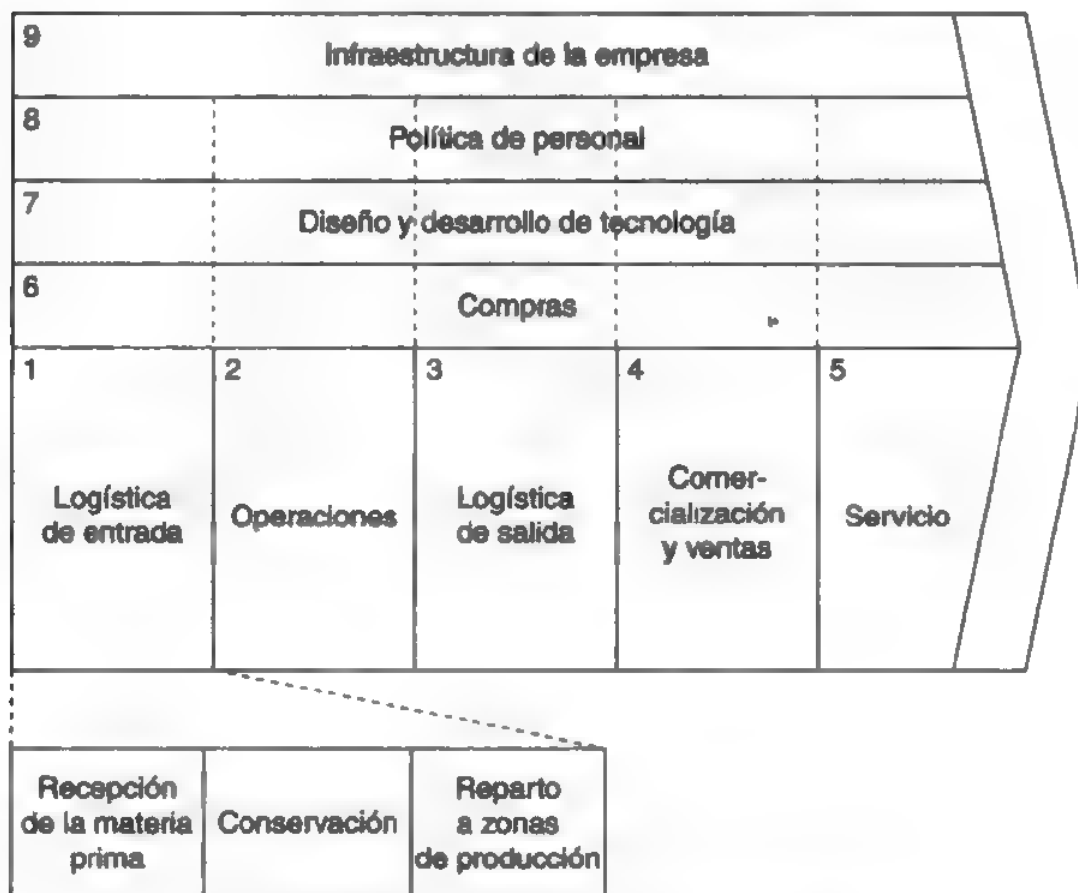 9
Infraestructura de la empresa
8
Política de personal
7
Diseño y desarrollo de tecnología
6
Compras
1
Logística
de entrada
2
Operaciones
3
Logística
de salida
4
Comer-
cialización
y ventas
5
Servicio
Recepción
de la materia
prima
Conservación
Reparto
a zonas
de producción